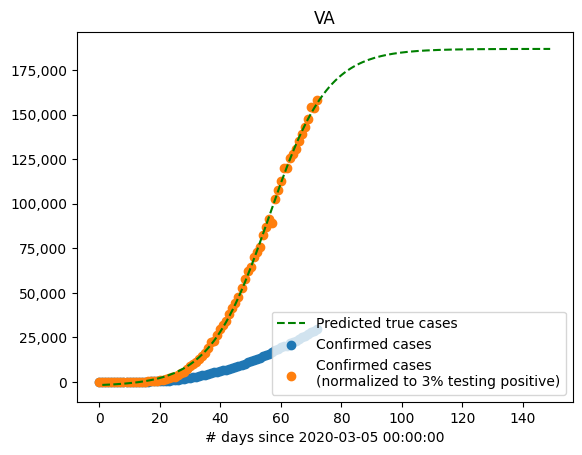 VA
175,000
150,000
125,000
100,000
75,000
50,000
25,000
0
Predicted true cases
Confirmed cases
Confirmed cases
(normalized to 3% testing positive)
0 20 40 60 80 100 120 140
# days since 2020-03-05 00:00:00